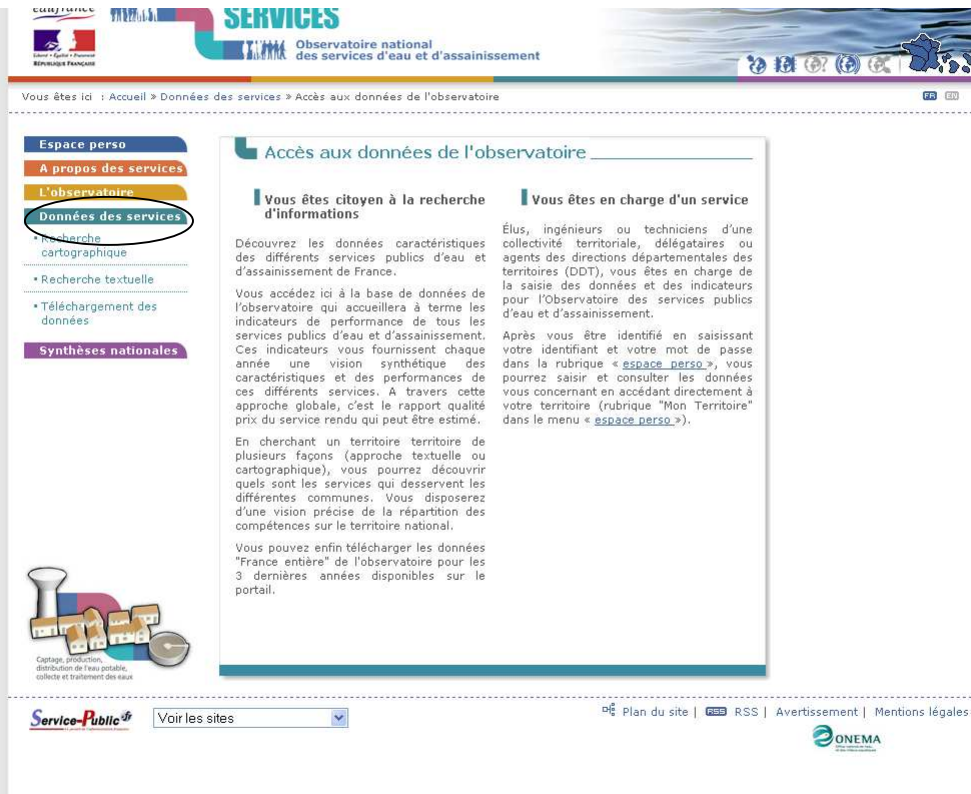 eaufrance
SERVICES
Observatoire national
des services d'eau et d'assainissement
Liberté • Égalité • Fraternité
RÉPUBLIQUE FRANÇAISE
Vous êtes ici : Accueil » Données des services » Accès aux données de l'observatoire
FR EN
Espace perso
A propos des services
L'observatoire
Données des services
• Recherche
cartographique
• Recherche textuelle
• Téléchargement des
données
Synthèses nationales
Accès aux données de l'observatoire
Vous êtes citoyen à la recherche
d'informations
Découvrez les données caractéristiques
des différents services publics d'eau et
d'assainissement de France.
Vous accédez ici à la base de données de
l'observatoire qui accueillera à terme les
indicateurs de performance de tous les
services publics d'eau et d'assainissement.
Ces indicateurs vous fournissent chaque
année une vision synthétique des
caractéristiques et des performances de
ces différents services. A travers cette
approche globale, c'est le rapport qualité
prix du service rendu qui peut être estimé.
En cherchant un territoire territoire de
plusieurs façons (approche textuelle ou
cartographique), vous pourrez découvrir
quels sont les services qui desservent les
différentes communes. Vous disposerez
d'une vision précise de la répartition des
compétences sur le territoire national.
Vous pouvez enfin télécharger les données
"France entière" de l'observatoire pour les
3 dernières années disponibles sur le
portail.
Vous êtes en charge d'un service
Élus, ingénieurs ou techniciens d'une
collectivité territoriale, délégataires ou
agents des directions départementales des
territoires (DDT), vous êtes en charge de
la saisie des données et des indicateurs
pour l'Observatoire des services publics
d'eau et d'assainissement.
Après vous être identifié en saisissant
votre identifiant et votre mot de passe
dans la rubrique « espace perso », vous
pourrez saisir et consulter les données
vous concernant en accédant directement à
votre territoire (rubrique "Mon Territoire"
dans le menu « espace perso »).
Captage, production,
distribution de l'eau potable,
collecte et traitement des eaux
Service-Public.fr
Voir les sites
Plan du site | RSS RSS | Avertissement | Mentions légales
ONEMA